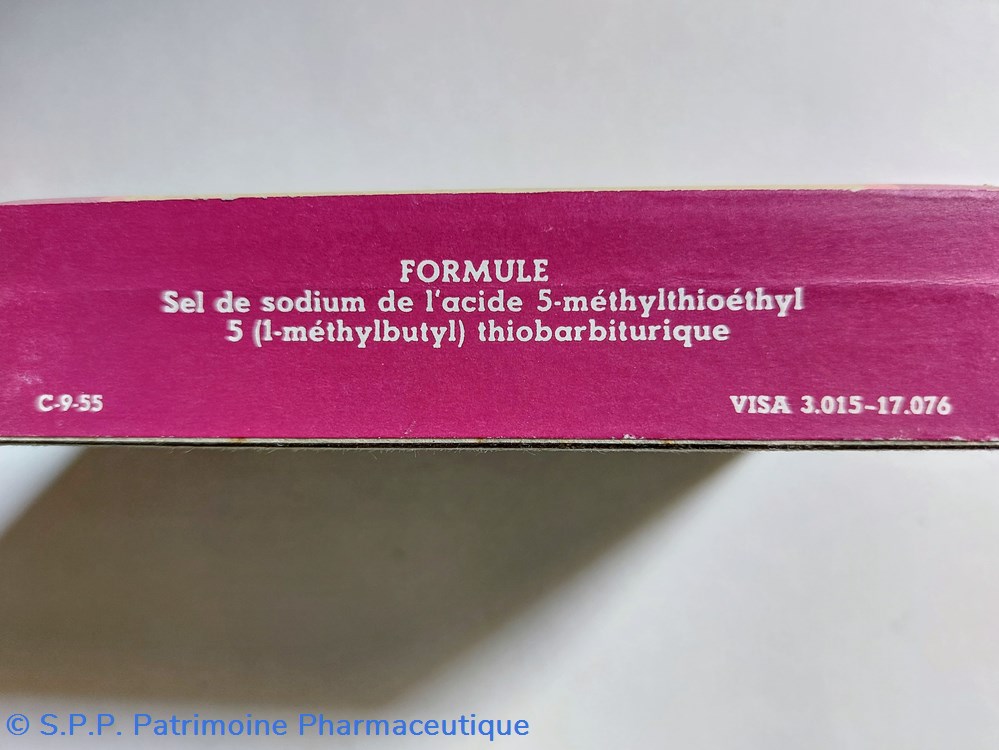 FORMULE
Sel de sodium de l'acide 5-méthylthioéthyl
5 (1-méthylbutyl) thiobarbiturique
C-9-55
VISA 3.015-17.076
© S.P.P. Patrimoine Pharmaceutique